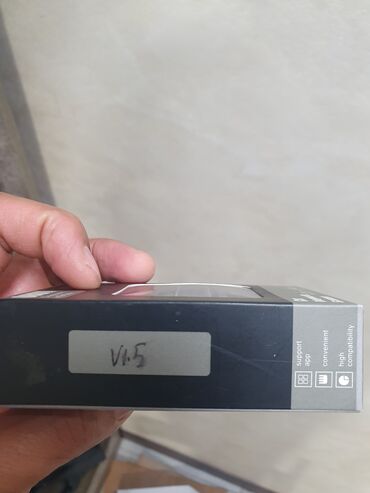 V1.5
support
app
convenient
high
compatibility